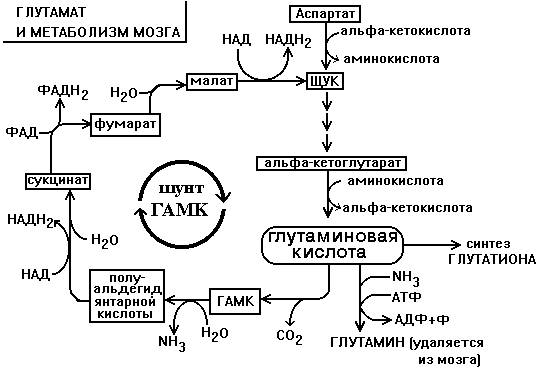 ГЛУТАМАТ
И МЕТАБОЛИЗМ МОЗГА
Аспартат
альфа-кетокислота
аминокислота
НАД
НАДН2
ФАДН2
Н2О
малат
ЩУК
ФАД
фумарат
альфа-кетоглутарат
сукцинат
шунт
ГАМК
аминокислота
альфа-кетокислота
НАДН2
Н2О
НАД
глутаминовая
кислота
синтез
ГЛУТАТИОНА
полу-
альдегид
янтарной
кислоты
ГАМК
NH3
H2O
CO2
NH3
АТФ
АДФ+Ф
ГЛУТАМИН (удаляется
из мозга)